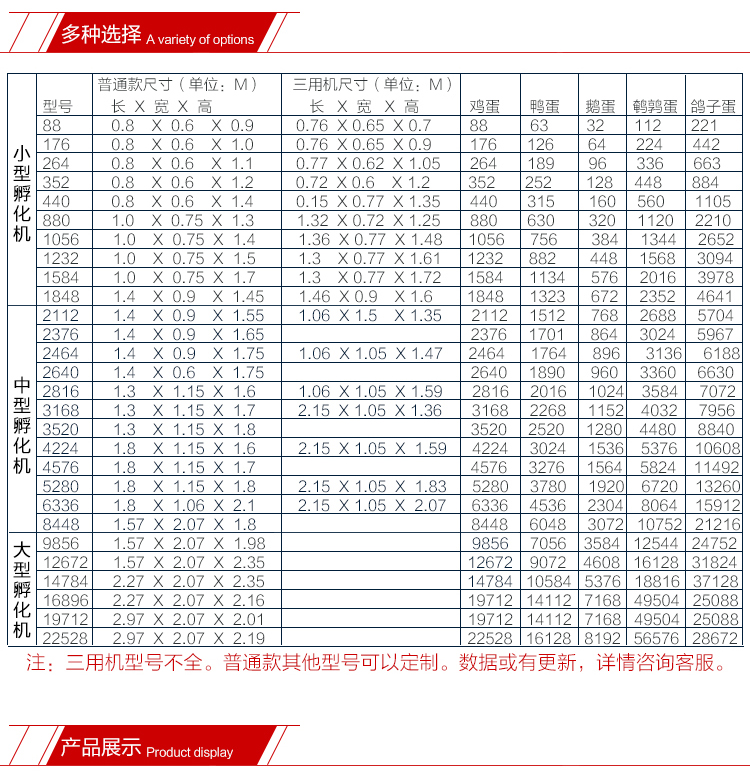 多种选择 A variety of options
普通款尺寸（单位：M） 三用机尺寸（单位：M）
型号 长 X 宽 X 高 长 X 宽 X 高 鸡蛋 鸭蛋 鹅蛋 鹌鹑蛋 鸽子蛋
小型孵化机
88 0.8 X 0.6 X 0.9 0.76 X 0.65 X 0.7 88 63 32 112 221
176 0.8 X 0.6 X 1.0 0.76 X 0.65 X 0.9 176 126 64 224 442
264 0.8 X 0.6 X 1.1 0.77 X 0.62 X 1.05 264 189 96 336 663
352 0.8 X 0.6 X 1.2 0.72 X 0.6 X 1.2 352 252 128 448 884
440 0.8 X 0.6 X 1.4 0.15 X 0.77 X 1.35 440 315 160 560 1105
880 1.0 X 0.75 X 1.3 1.32 X 0.72 X 1.25 880 630 320 1120 2210
1056 1.0 X 0.75 X 1.4 1.36 X 0.77 X 1.48 1056 756 384 1344 2652
1232 1.0 X 0.75 X 1.5 1.3 X 0.77 X 1.61 1232 882 448 1568 3094
1584 1.0 X 0.75 X 1.7 1.3 X 0.77 X 1.72 1584 1134 576 2016 3978
1848 1.4 X 0.9 X 1.45 1.46 X 0.9 X 1.6 1848 1323 672 2352 4641
中型孵化机
2112 1.4 X 0.9 X 1.55 1.06 X 1.5 X 1.35 2112 1512 768 2688 5704
2376 1.4 X 0.9 X 1.65 2376 1701 864 3024 5967
2464 1.4 X 0.9 X 1.75 1.06 X 1.05 X 1.47 2464 1764 896 3136 6188
2640 1.4 X 0.6 X 1.75 2640 1890 960 3360 6630
2816 1.3 X 1.15 X 1.6 1.06 X 1.05 X 1.59 2816 2016 1024 3584 7072
3168 1.3 X 1.15 X 1.7 2.15 X 1.05 X 1.36 3168 2268 1152 4032 7956
3520 1.3 X 1.15 X 1.8 3520 2520 1280 4480 8840
4224 1.8 X 1.15 X 1.6 2.15 X 1.05 X 1.59 4224 3024 1536 5376 10608
4576 1.8 X 1.15 X 1.7 4576 3276 1564 5824 11492
5280 1.8 X 1.15 X 1.8 2.15 X 1.05 X 1.83 5280 3780 1920 6720 13260
6336 1.8 X 1.06 X 2.1 2.15 X 1.05 X 2.07 6336 4536 2304 8064 15912
8448 1.57 X 2.07 X 1.8 8448 6048 3072 10752 21216
大型孵化机
9856 1.57 X 2.07 X 1.98 9856 7056 3584 12544 24752
12672 1.57 X 2.07 X 2.35 12672 9072 4608 16128 31824
14784 2.27 X 2.07 X 2.35 14784 10584 5376 18816 37128
16896 2.27 X 2.07 X 2.16 19712 14112 7168 49504 25088
19712 2.97 X 2.07 X 2.01 19712 14112 7168 49504 25088
22528 2.97 X 2.07 X 2.19 22528 16128 8192 56576 28672
注：三用机型号不全。普通款其他型号可以定制。数据或有更新，详情咨询客服。
产品展示 Product display